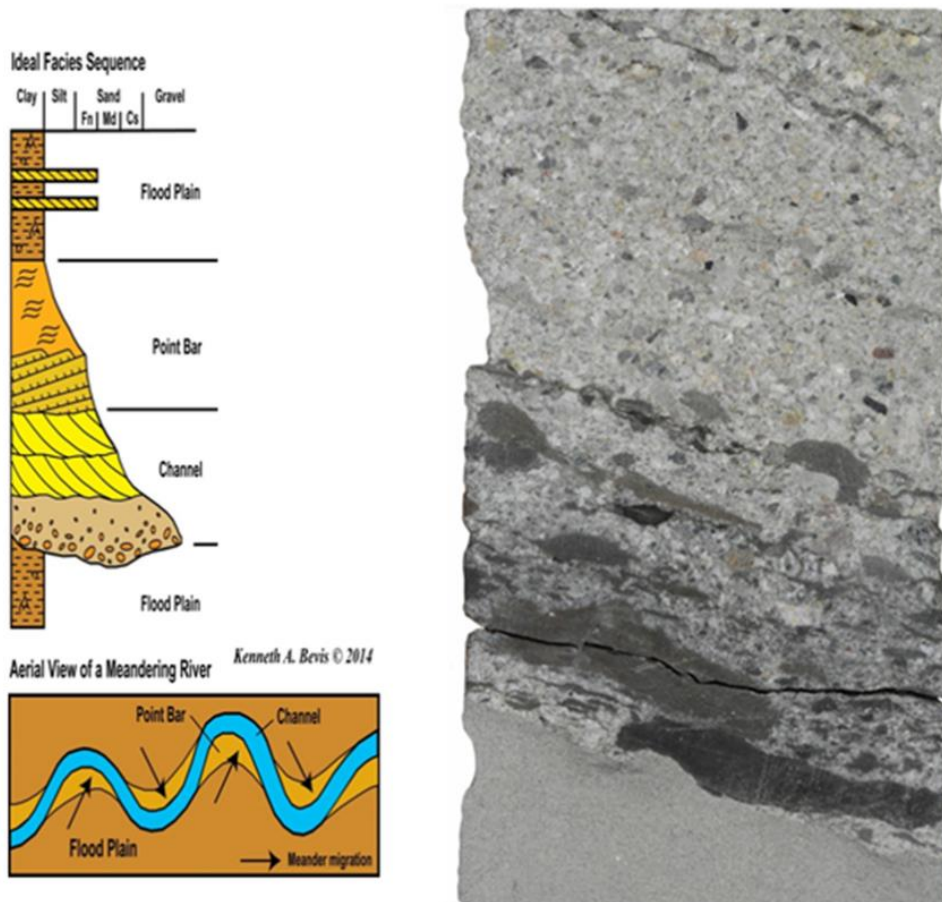 Ideal Facies Sequence
Clay Silt Sand Gravel
Fn Md Cs
Flood Plain
Point Bar
Channel
Flood Plain
Kenneth A. Bevis © 2014
Aerial View of a Meandering River
Point Bar Channel
Flood Plain
Meander migration